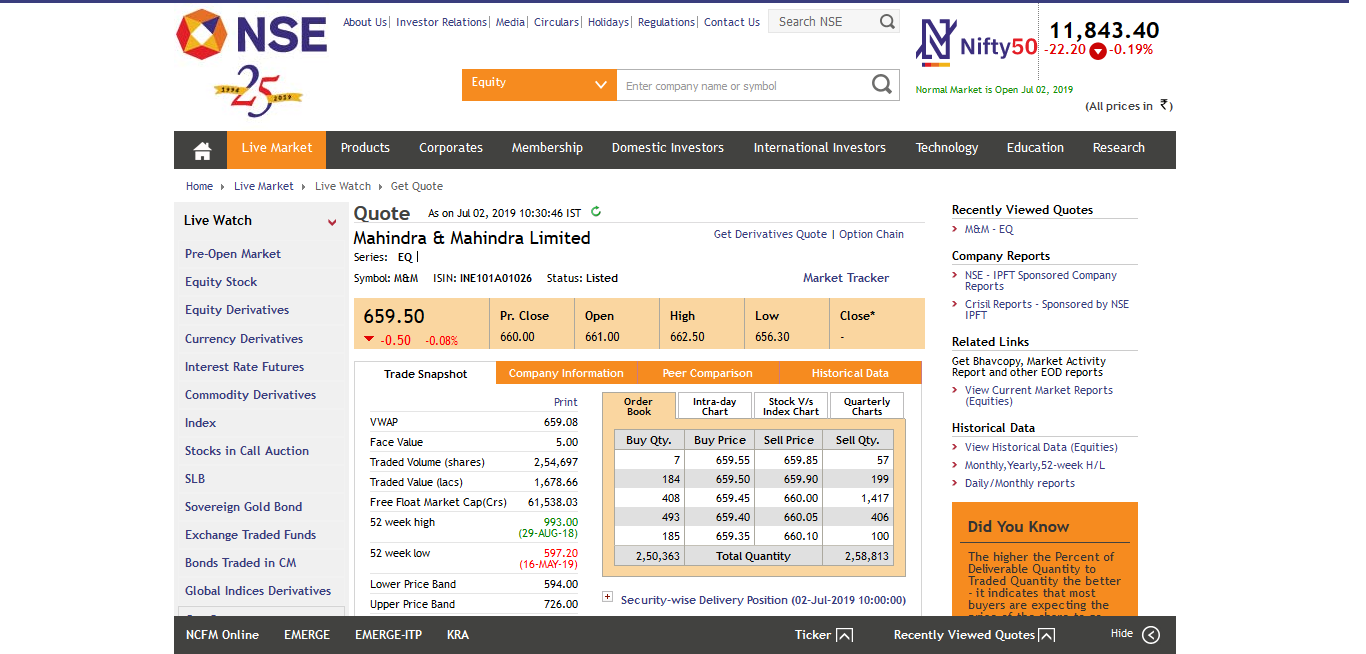 NSE
1994 25 2019
About Us| Investor Relations| Media| Circulars| Holidays| Regulations| Contact Us
Search NSE
Equity
Enter company name or symbol
Nifty50
11,843.40
-22.20 -0.19%
Normal Market is Open Jul 02, 2019
(All prices in ₹)
Live Market Products Corporates Membership Domestic Investors International Investors Technology Education Research
Home Live Market Live Watch Get Quote
Live Watch
Pre-Open Market
Equity Stock
Equity Derivatives
Currency Derivatives
Interest Rate Futures
Commodity Derivatives
Index
Stocks in Call Auction
SLB
Sovereign Gold Bond
Exchange Traded Funds
Bonds Traded in CM
Global Indices Derivatives
Quote As on Jul 02, 2019 10:30:46 IST
Mahindra & Mahindra Limited
Get Derivatives Quote | Option Chain
Series: EQ |
Symbol: M&M ISIN: INE101A01026 Status: Listed
Market Tracker
659.50
-0.50 -0.08%
Pr. Close Open High Low Close*
660.00 661.00 662.50 656.30 -
Trade Snapshot Company Information Peer Comparison Historical Data
Print
VWAP 659.08
Face Value 5.00
Traded Volume (shares) 2,54,697
Traded Value (lacs) 1,678.66
Free Float Market Cap(Crs) 61,538.03
52 week high 993.00
(29-AUG-18)
52 week low 597.20
(16-MAY-19)
Lower Price Band 594.00
Upper Price Band 726.00
Order Book
Intra-day Chart
Stock V/s Index Chart
Quarterly Charts
Buy Qty. Buy Price Sell Price Sell Qty.
7 659.55 659.85 57
184 659.50 659.90 199
408 659.45 660.00 1,417
493 659.40 660.05 406
185 659.35 660.10 100
2,50,363 Total Quantity 2,58,813
Security-wise Delivery Position (02-Jul-2019 10:00:00)
Recently Viewed Quotes
M&M - EQ
Company Reports
NSE - IPFT Sponsored Company
Reports
Crisil Reports - Sponsored by NSE
IPFT
Related Links
Get Bhavcopy, Market Activity
Report and other EOD reports
View Current Market Reports
(Equities)
Historical Data
View Historical Data (Equities)
Monthly,Yearly,52-week H/L
Daily/Monthly reports
Did You Know
The higher the Percent of
Deliverable Quantity to
Traded Quantity the better
- it indicates that most
buyers are expecting the
NCFM Online EMERGE EMERGE-ITP KRA
Ticker Recently Viewed Quotes Hide